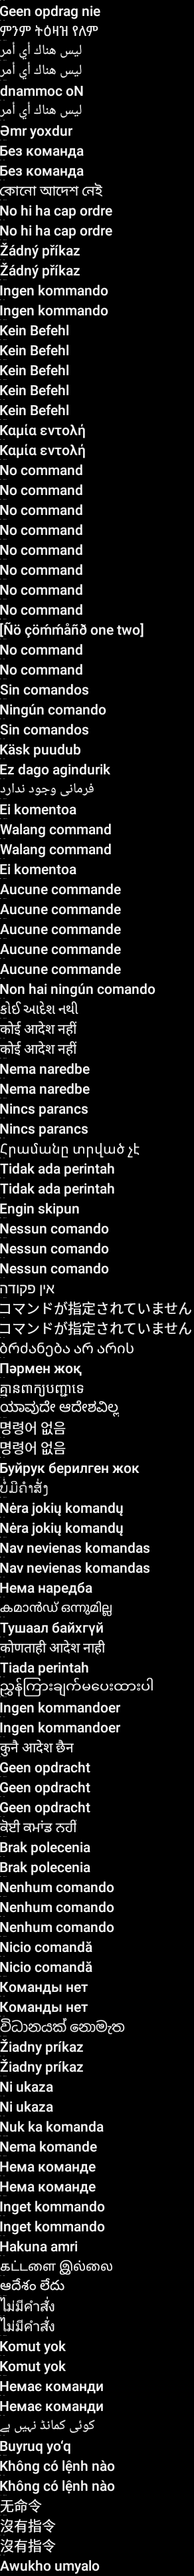 Geen opdrag nie
ምንም ትዕዛዝ የለም
ليس هناك أي أمر
ليس هناك أي أمر
dnammoc oN
ليس هناك أي أمر
Əmr yoxdur
Без команда
Без команда
কোনো আদেশ নেই
No hi ha cap ordre
No hi ha cap ordre
Žádný příkaz
Žádný příkaz
Ingen kommando
Ingen kommando
Kein Befehl
Kein Befehl
Kein Befehl
Kein Befehl
Kein Befehl
Καμία εντολή
Καμία εντολή
No command
No command
No command
No command
No command
No command
No command
No command
[Ñö çöḿḿåñð one two]
No command
No command
Sin comandos
Ningún comando
Sin comandos
Käsk puudub
Ez dago agindurik
فرمانی وجود ندارد
Ei komentoa
Walang command
Walang command
Ei komentoa
Aucune commande
Aucune commande
Aucune commande
Aucune commande
Aucune commande
Non hai ningún comando
કોઈ આદેશ નથી
कोई आदेश नहीं
कोई आदेश नहीं
Nema naredbe
Nema naredbe
Nincs parancs
Nincs parancs
Հրամանը տրված չէ
Tidak ada perintah
Tidak ada perintah
Engin skipun
Nessun comando
Nessun comando
Nessun comando
אין פקודה
コマンドが指定されていません
コマンドが指定されていません
ბრძანება არ არის
Пәрмен жоқ
គ្មានពាក្យបញ្ជាទេ
ಯಾವುದೇ ಆದೇಶವಿಲ್ಲ
명령어 없음
명령어 없음
Буйрук берилген жок
ບໍ່ມີຄຳສັ່ງ
Nėra jokių komandų
Nėra jokių komandų
Nav nevienas komandas
Nav nevienas komandas
Нема наредба
കമാൻഡ് ഒന്നുമില്ല
Тушаал байхгүй
कोणताही आदेश नाही
Tiada perintah
ညွှန်ကြားချက်မပေးထားပါ
Ingen kommandoer
Ingen kommandoer
कुनै आदेश छैन
Geen opdracht
Geen opdracht
Geen opdracht
ਕੋਈ ਕਮਾਂਡ ਨਹੀਂ
Brak polecenia
Brak polecenia
Nenhum comando
Nenhum comando
Nenhum comando
Nicio comandă
Nicio comandă
Команды нет
Команды нет
විධානයක් නොමැත
Žiadny príkaz
Žiadny príkaz
Ni ukaza
Ni ukaza
Nuk ka komanda
Nema komande
Нема команде
Нема команде
Inget kommando
Inget kommando
Hakuna amri
கட்டளை இல்லை
ఆదేశం లేదు
ไม่มีคำสั่ง
ไม่มีคำสั่ง
Komut yok
Komut yok
Немає команди
Немає команди
کوئی کمانڈ نہیں ہے
Buyruq yo‘q
Không có lệnh nào
Không có lệnh nào
无命令
沒有指令
沒有指令
Awukho umyalo